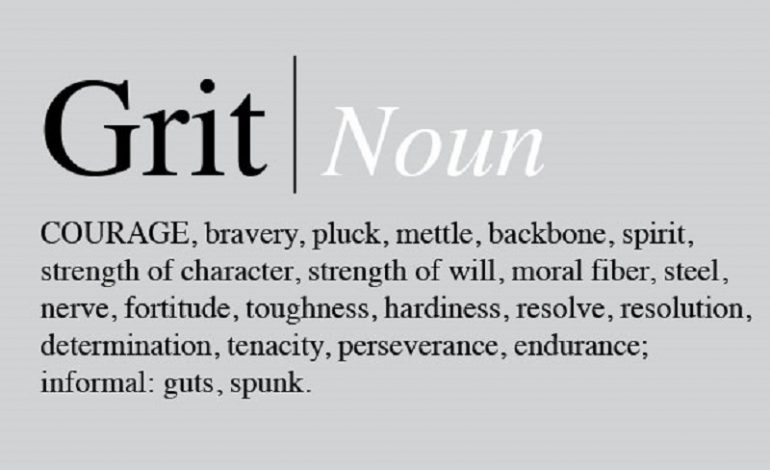 Grit | Noun
COURAGE, bravery, pluck, mettle, backbone, spirit,
strength of character, strength of will, moral fiber, steel,
nerve, fortitude, toughness, hardiness, resolve, resolution,
determination, tenacity, perseverance, endurance;
informal: guts, spunk.